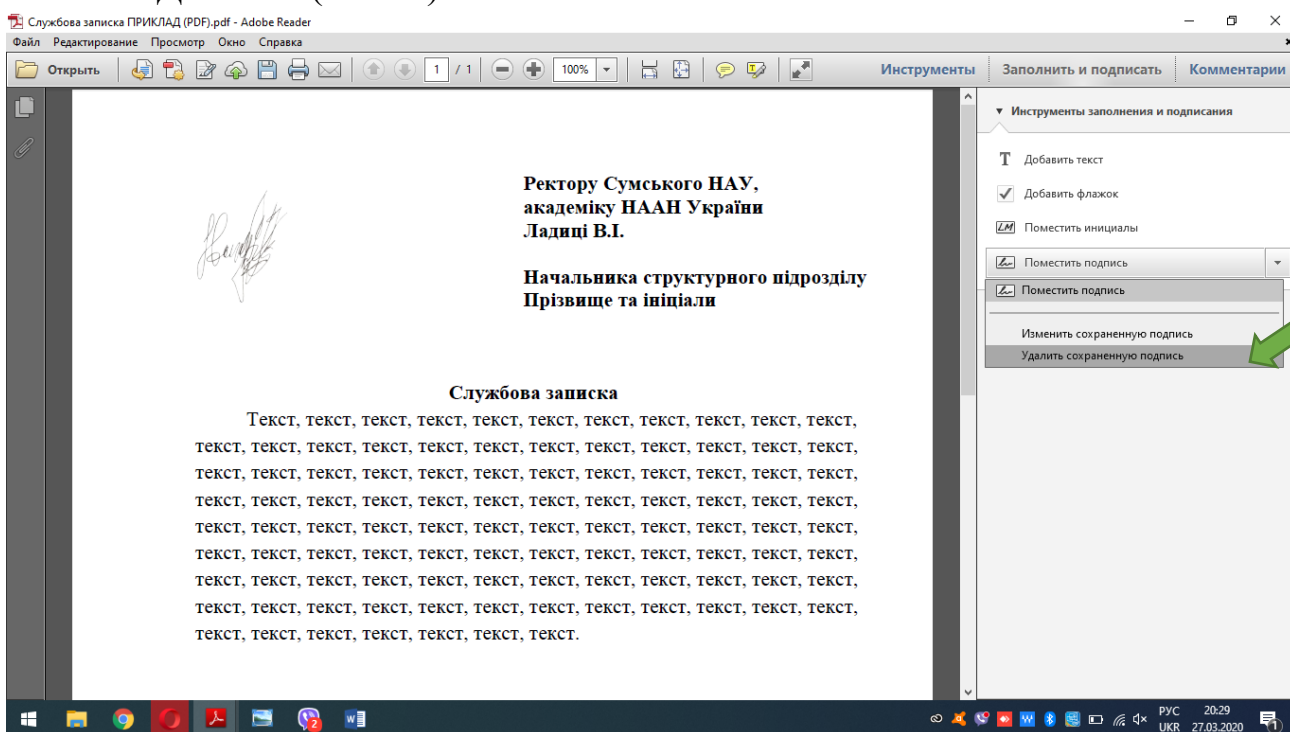 Службова записка ПРИКЛАД (PDF).pdf - Adobe Reader
Файл Редактирование Просмотр Окно Справка
Открыть 1 / 1 100% Инструменты Заполнить и подписать Комментарии
Инструменты заполнения и подписания
T Добавить текст
Добавить флажок
LM Поместить инициалы
Поместить подпись
Поместить подпись
Изменить сохраненную подпись
Удалить сохраненную подпись
Ректору Сумського НАУ,
академіку НААН України
Ладиці В.І.
Начальника структурного підрозділу
Прізвище та ініціали
Службова записка
Текст, текст, текст, текст, текст, текст, текст, текст, текст, текст, текст,
текст, текст, текст, текст, текст, текст, текст, текст, текст, текст, текст, текст,
текст, текст, текст, текст, текст, текст, текст, текст, текст, текст, текст, текст,
текст, текст, текст, текст, текст, текст, текст, текст, текст, текст, текст, текст,
текст, текст, текст, текст, текст, текст, текст, текст, текст, текст, текст, текст,
текст, текст, текст, текст, текст, текст, текст, текст, текст, текст, текст, текст,
текст, текст, текст, текст, текст, текст, текст, текст, текст, текст, текст, текст,
текст, текст, текст, текст, текст, текст, текст, текст, текст, текст, текст, текст,
текст, текст, текст, текст, текст, текст, текст.
РУС 20:29
UKR 27.03.2020